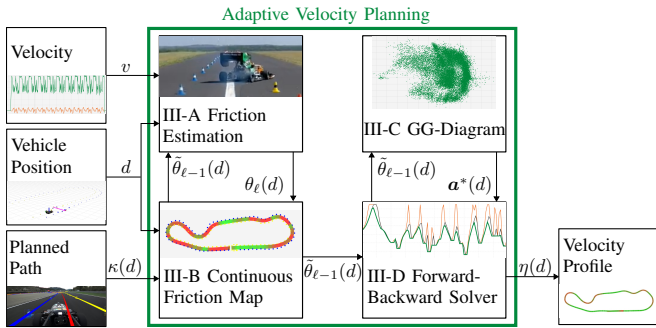 Adaptive Velocity Planning
Velocity
v
III-A Friction
Estimation
III-C GG-Diagram
Vehicle
Position
d
θ̃ℓ−1(d)
θℓ(d)
θ̃ℓ−1(d)
a*(d)
Planned
Path
κ(d)
III-B Continuous
Friction Map
θ̃ℓ−1(d)
III-D Forward-
Backward Solver
η(d)
Velocity
Profile